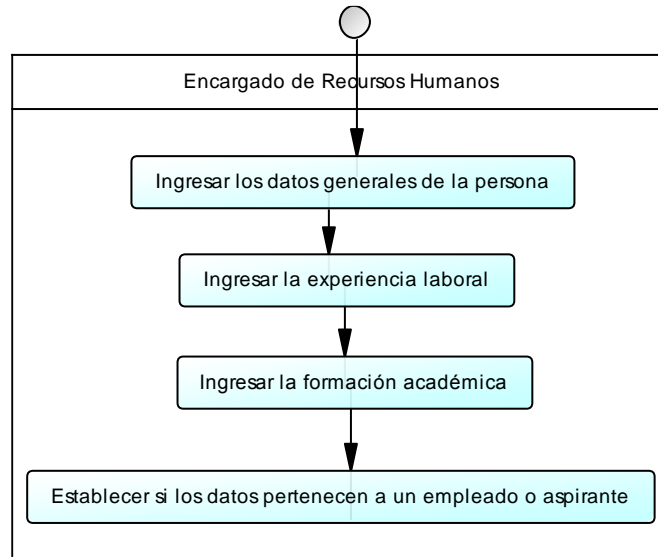 Encargado de Recursos Humanos
Ingresar los datos generales de la persona
Ingresar la experiencia laboral
Ingresar la formación académica
Establecer si los datos pertenecen a un empleado o aspirante